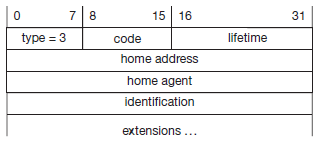 0 7 8 15 16 31
type = 3 code lifetime
home address
home agent
identification
extensions ...